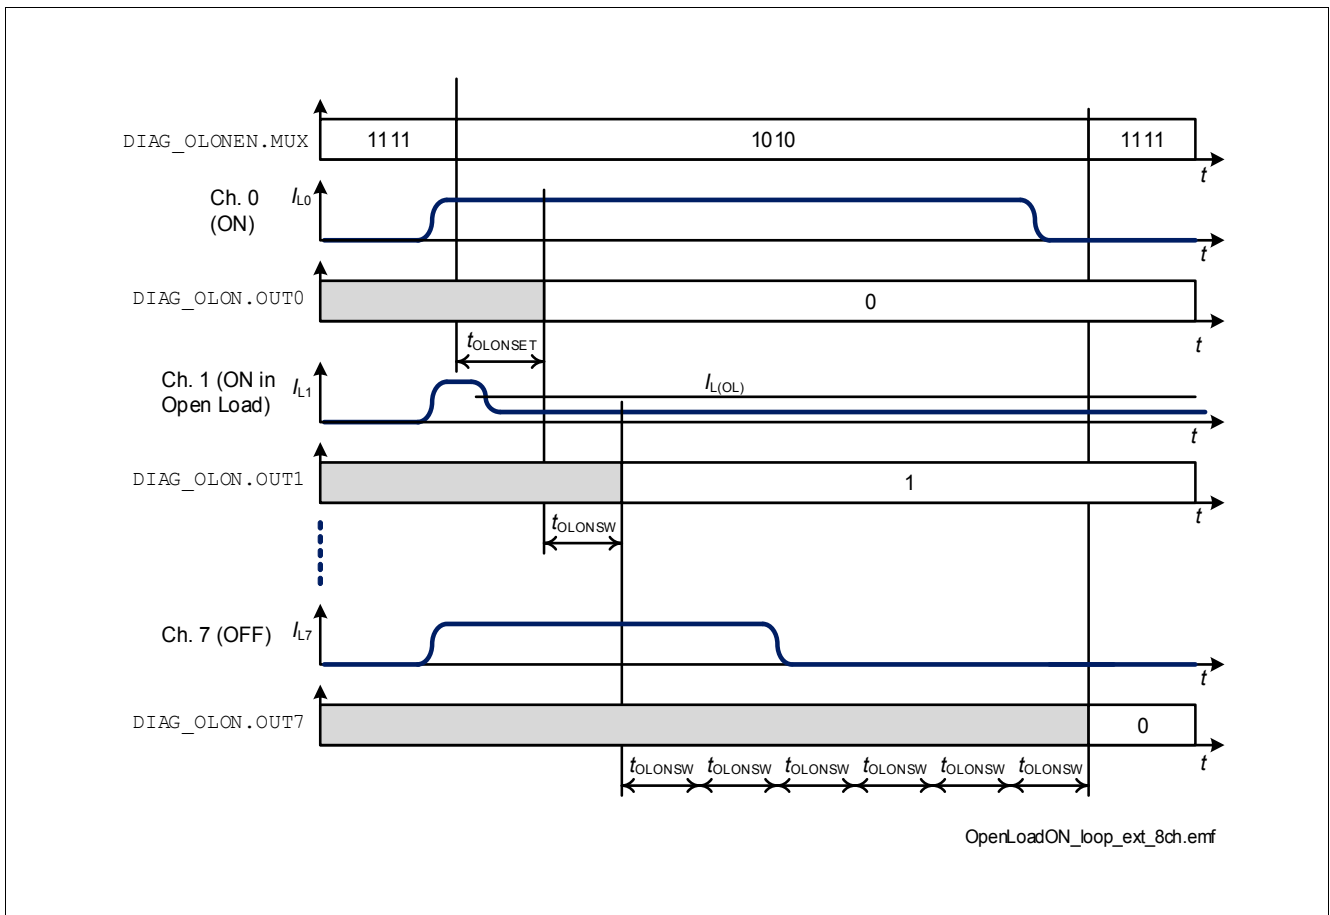 DIAG_OLONEN.MUX 1111 1010 1111
t
Ch. 0 (ON) IL0
t
DIAG_OLON.OUT0 0
t
tOLONSET
Ch. 1 (ON in Open Load) IL1 IL(OL)
t
DIAG_OLON.OUT1 1
t
tOLONSW
Ch. 7 (OFF) IL7
t
DIAG_OLON.OUT7 0
t
tOLONSW tOLONSW tOLONSW tOLONSW tOLONSW tOLONSW
OpenLoadON_loop_ext_8ch.emf